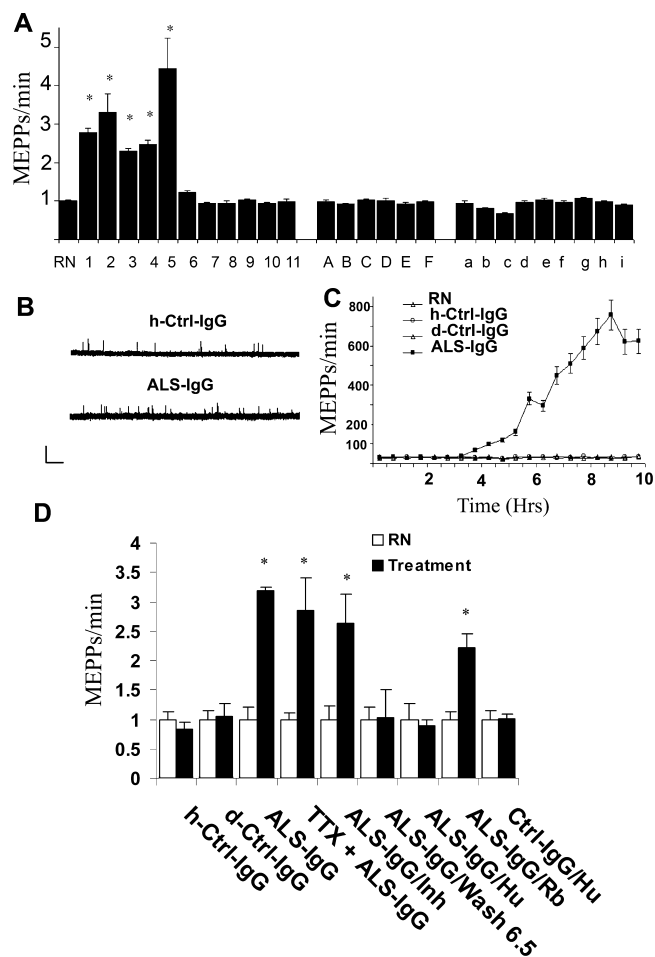 A
MEPPs/min
5
4
3
2
1
* * * * *
RN 1 2 3 4 5 6 7 8 9 10 11 A B C D E F a b c d e f g h i
B
h-Ctrl-IgG
ALS-IgG
C
MEPPs/min
800
600
400
200
100
RN
h-Ctrl-IgG
d-Ctrl-IgG
ALS-IgG
2 4 6 8 10
Time (Hrs)
D
MEPPs/min
4
3.5
3
2.5
2
1.5
1
0.5
0
RN
Treatment
* * * *
h-Ctrl-IgG
d-Ctrl-IgG
ALS-IgG
TTX + ALS-IgG
ALS-IgG/Inh
ALS-IgG/Wash 6.5
ALS-IgG/Hu
ALS-IgG/Rb
Ctrl-IgG/Hu